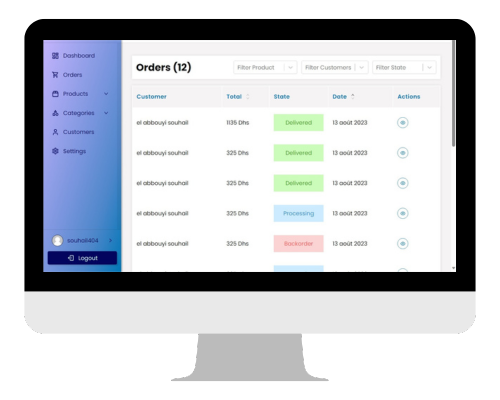 Dashboard
Orders
Products
Categories
Customers
Settings
souhail404
Logout
Orders (12)
Filter Product
Filter Customers
Filter State
Customer Total State Date Actions
el abbouyi souhail 1135 Dhs Delivered 13 août 2023
el abbouyi souhail 325 Dhs Delivered 13 août 2023
el abbouyi souhail 325 Dhs Delivered 13 août 2023
el abbouyi souhail 325 Dhs Processing 13 août 2023
el abbouyi souhail 325 Dhs Backorder 13 août 2023